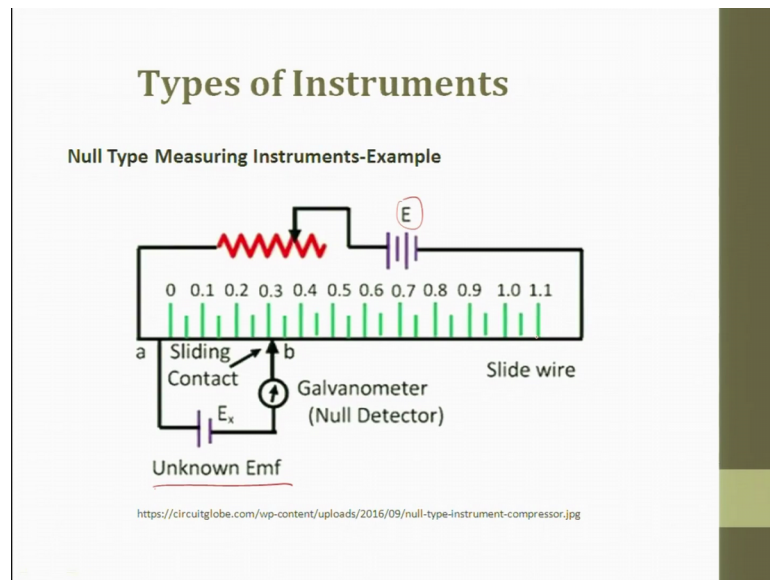 Types of Instruments
Null Type Measuring Instruments-Example
E
0 0.1 0.2 0.3 0.4 0.5 0.6 0.7 0.8 0.9 1.0 1.1
a Sliding b
Contact
Slide wire
Galvanometer
(Null Detector)
Ex
Unknown Emf
https://circuitglobe.com/wp-content/uploads/2016/09/null-type-instrument-compressor.jpg